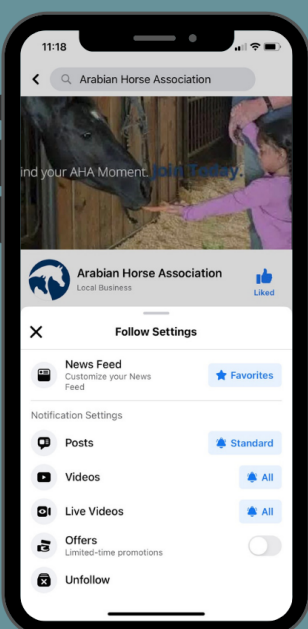 11:18
Arabian Horse Association
ind your AHA Moment. Join Today.
Arabian Horse Association
Local Business
Liked
Follow Settings
News Feed
Customize your News
Feed
Favorites
Notification Settings
Posts
Standard
Videos
All
Live Videos
All
Offers
Limited-time promotions
Unfollow